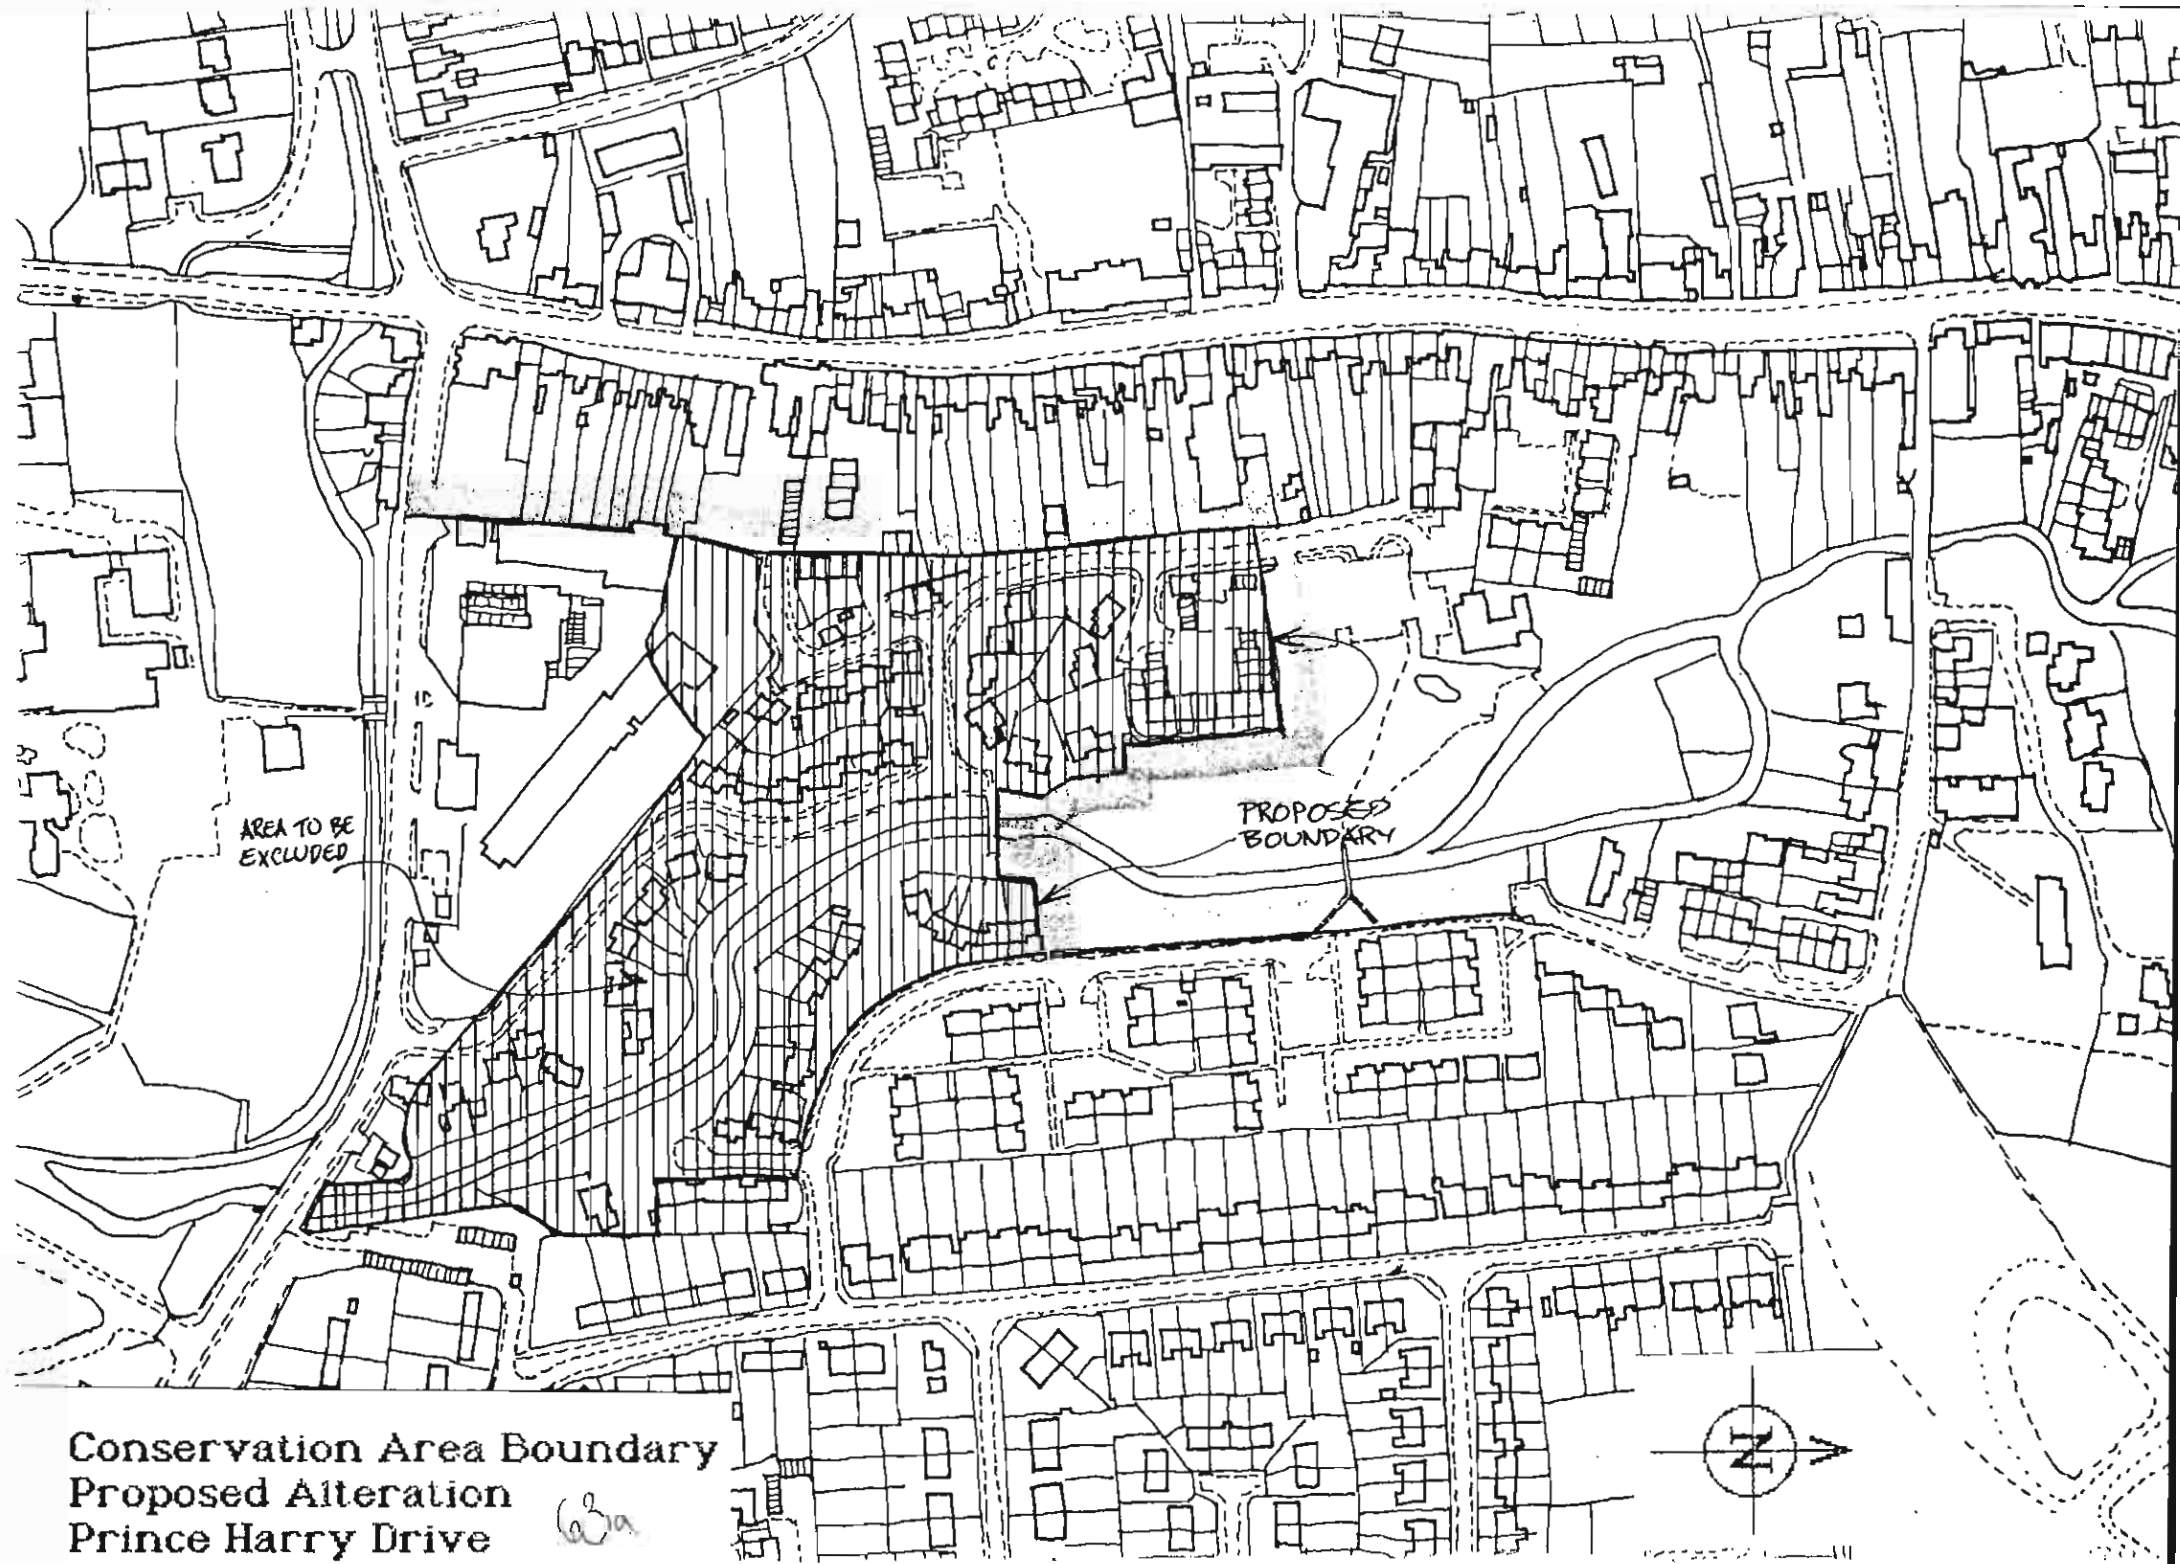 AREA TO BE
EXCLUDED
PROPOSED
BOUNDARY
Conservation Area Boundary
Proposed Alteration
Prince Harry Drive
N